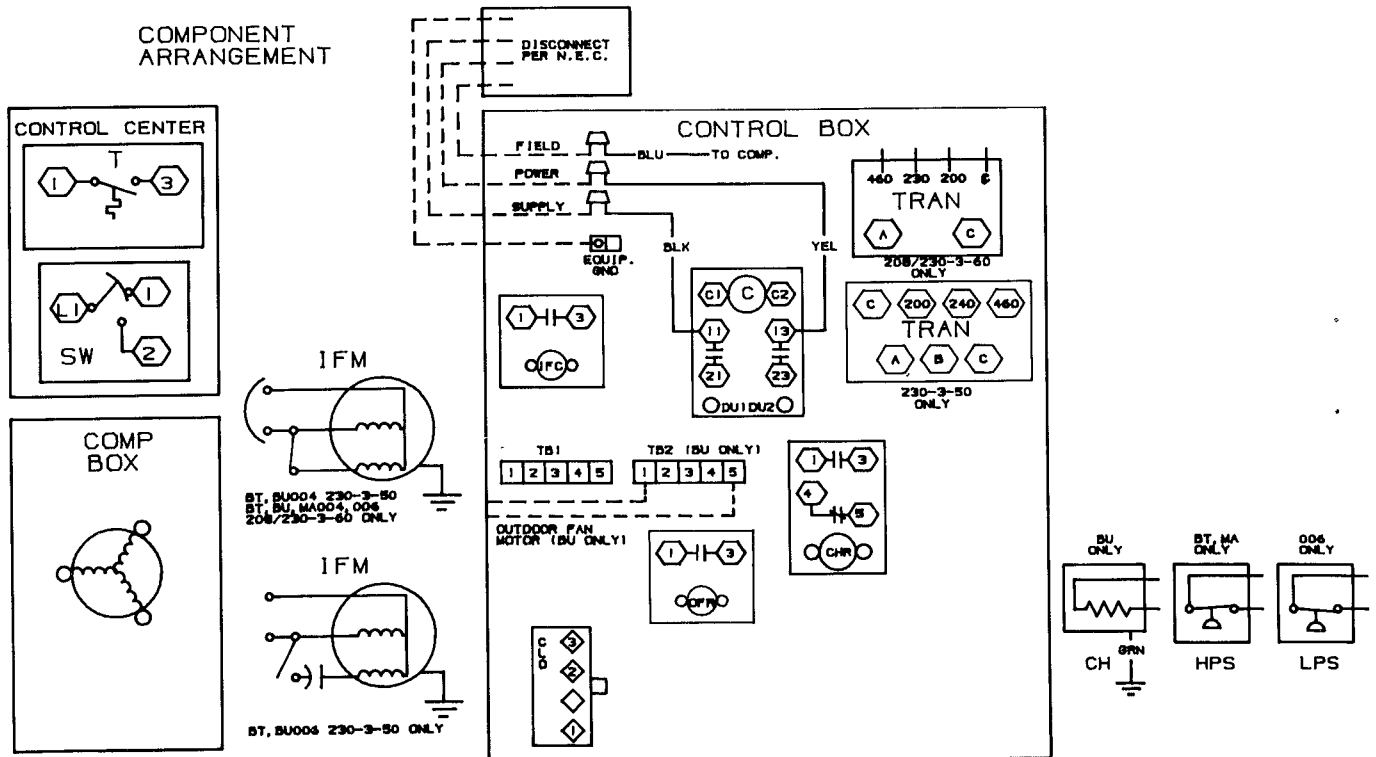 COMPONENT
ARRANGEMENT
DISCONNECT
PER N.E.C.
CONTROL CENTER
T
1
3
L1
1
2
SW
COMP
BOX
IFM
BT, BU004 230-3-50
BT, BU, MA004, 006
208/230-3-60 ONLY
IFM
BT, BU006 230-3-50 ONLY
CONTROL BOX
FIELD
BLU
TO COMP.
POWER
SUPPLY
BLK
YEL
EQUIP.
GND
460 230 200
TRAN
A
C
208/230-3-60
ONLY
C 200 240 460
TRAN
A B C
230-3-50
ONLY
C1 C C2
11 13
21 23
DU1 DU2
1 3
IFC
TB1
1 2 3 4 5
TB2 (BU ONLY)
1 2 3 4 5
OUTDOOR FAN
MOTOR (BU ONLY)
1 3
OFR
1 3
4
5
CHR
CLO
3
2
1
BU
ONLY
GRN
CH
BT, MA
ONLY
HPS
006
ONLY
LPS